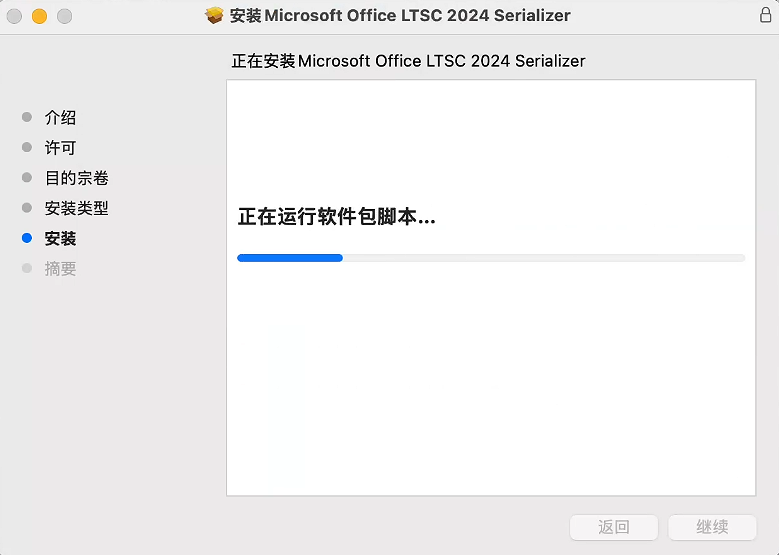 安装 Microsoft Office LTSC 2024 Serializer
正在安装Microsoft Office LTSC 2024 Serializer
介绍
许可
目的宗卷
安装类型
安装
摘要
正在运行软件包脚本...
返回
继续